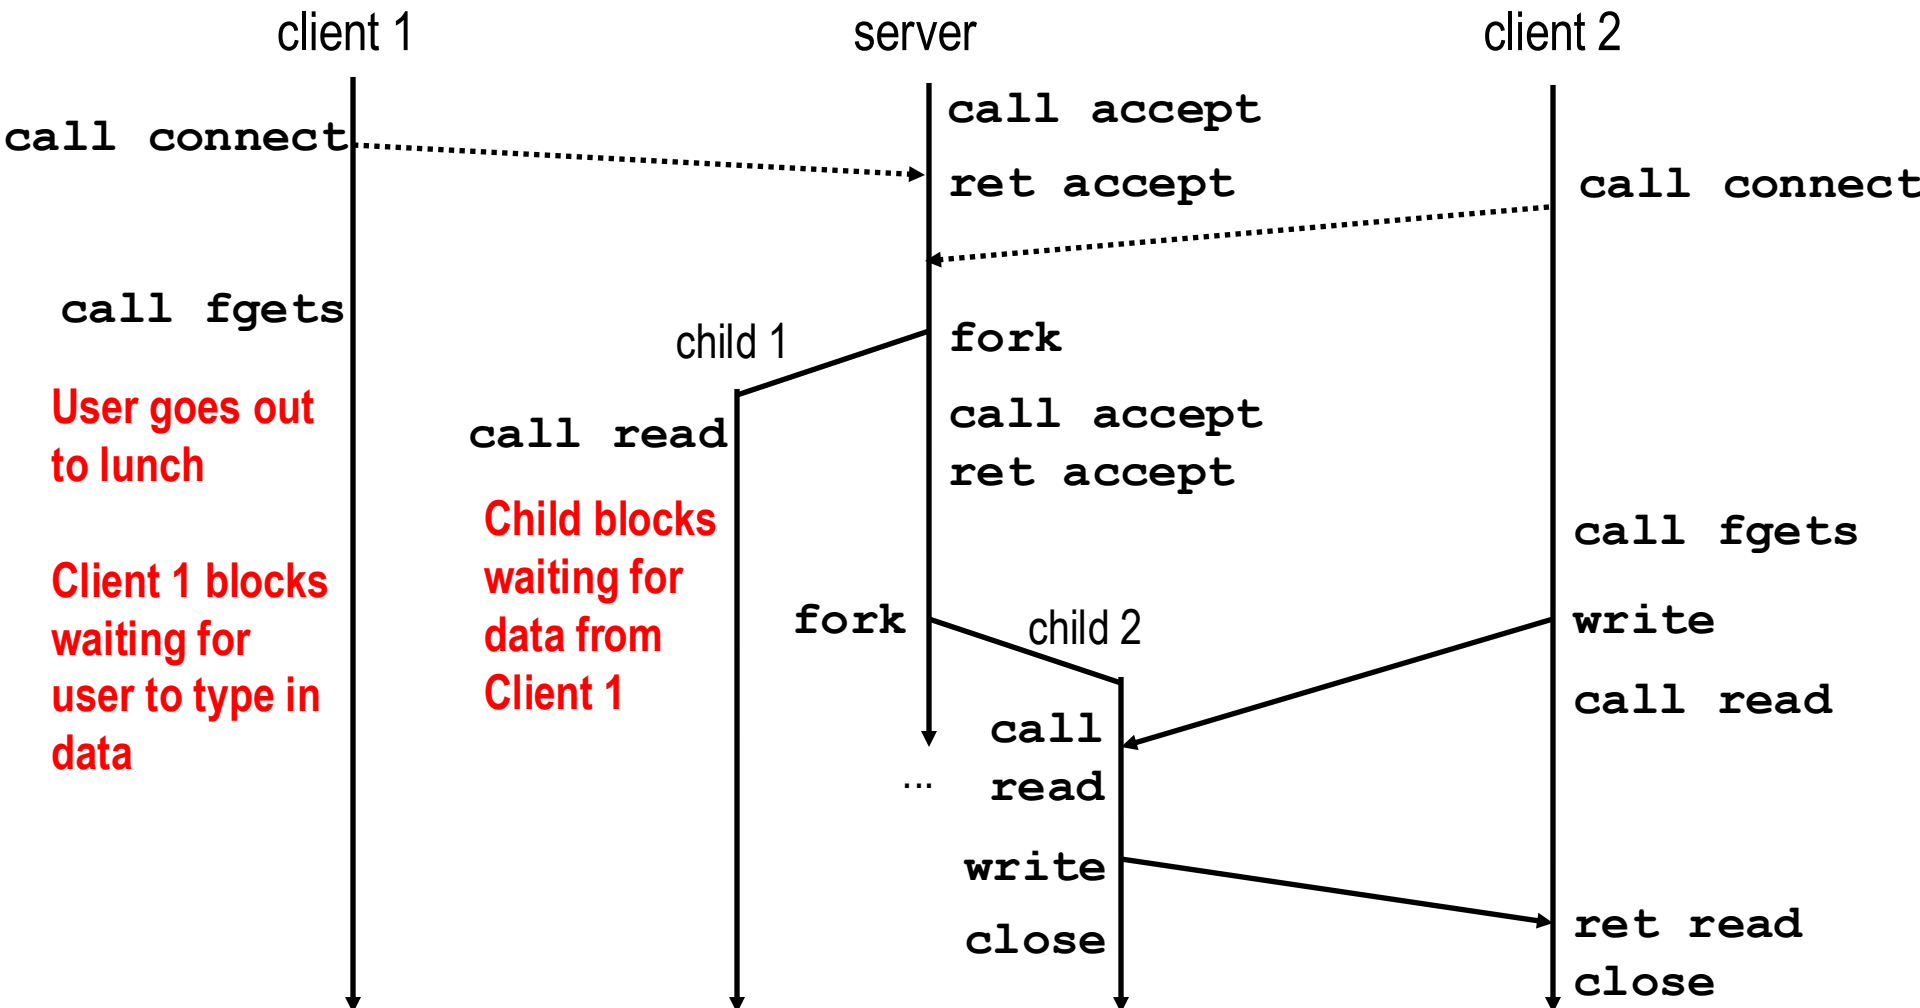 client 1
server
client 2
call connect
call accept
ret accept
call connect
call fgets
child 1
fork
User goes out
to lunch
call read
call accept
ret accept
Client 1 blocks
waiting for
user to type in
data
Child blocks
waiting for
data from
Client 1
call fgets
fork
child 2
write
call read
call
read
...
write
close
ret read
close